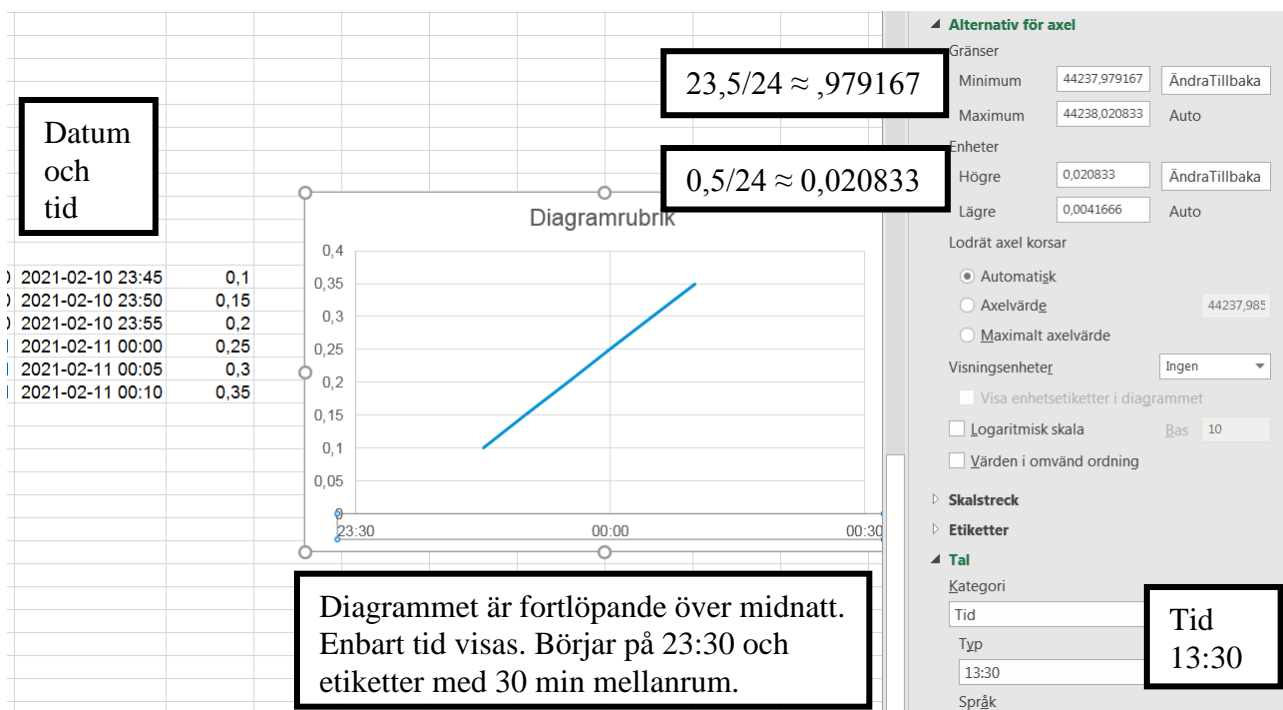 Datum
och
tid
) 2021-02-10 23:45 0,1
) 2021-02-10 23:50 0,15
) 2021-02-10 23:55 0,2
2021-02-11 00:00 0,25
2021-02-11 00:05 0,3
2021-02-11 00:10 0,35
Diagramrubrik
0,4
0,35
0,3
0,25
0,2
0,15
0,1
0,05
0
23:30 00:00 00:30
Diagrammet är fortlöpande över midnatt.
Enbart tid visas. Börjar på 23:30 och
etiketter med 30 min mellanrum.
23,5/24 ≈ ,979167
0,5/24 ≈ 0,020833
Alternativ för axel
Gränser
Minimum 44237,979167 ÄndraTillbaka
Maximum 44238,020833 Auto
Enheter
Högre 0,020833 ÄndraTillbaka
Lägre 0,0041666 Auto
Lodrät axel korsar
Automatisk
Axelvärde 44237,985
Maximalt axelvärde
Visningsenheter Ingen
Visa enhetsetiketter i diagrammet
Logaritmisk skala Bas 10
Värden i omvänd ordning
Skalstreck
Etiketter
Tal
Kategori
Tid
Typ
13:30
Språk
Tid
13:30